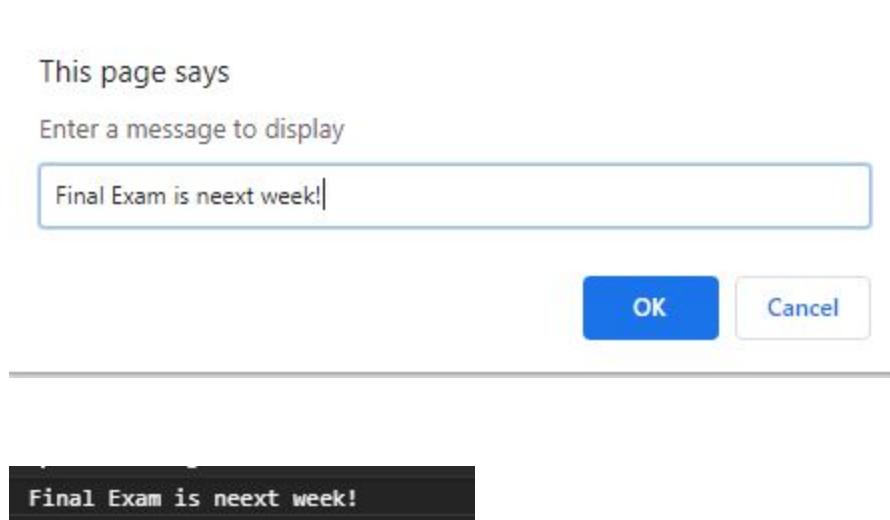 This page says
Enter a message to display
Final Exam is neext week!
OK Cancel
Final Exam is neext week!